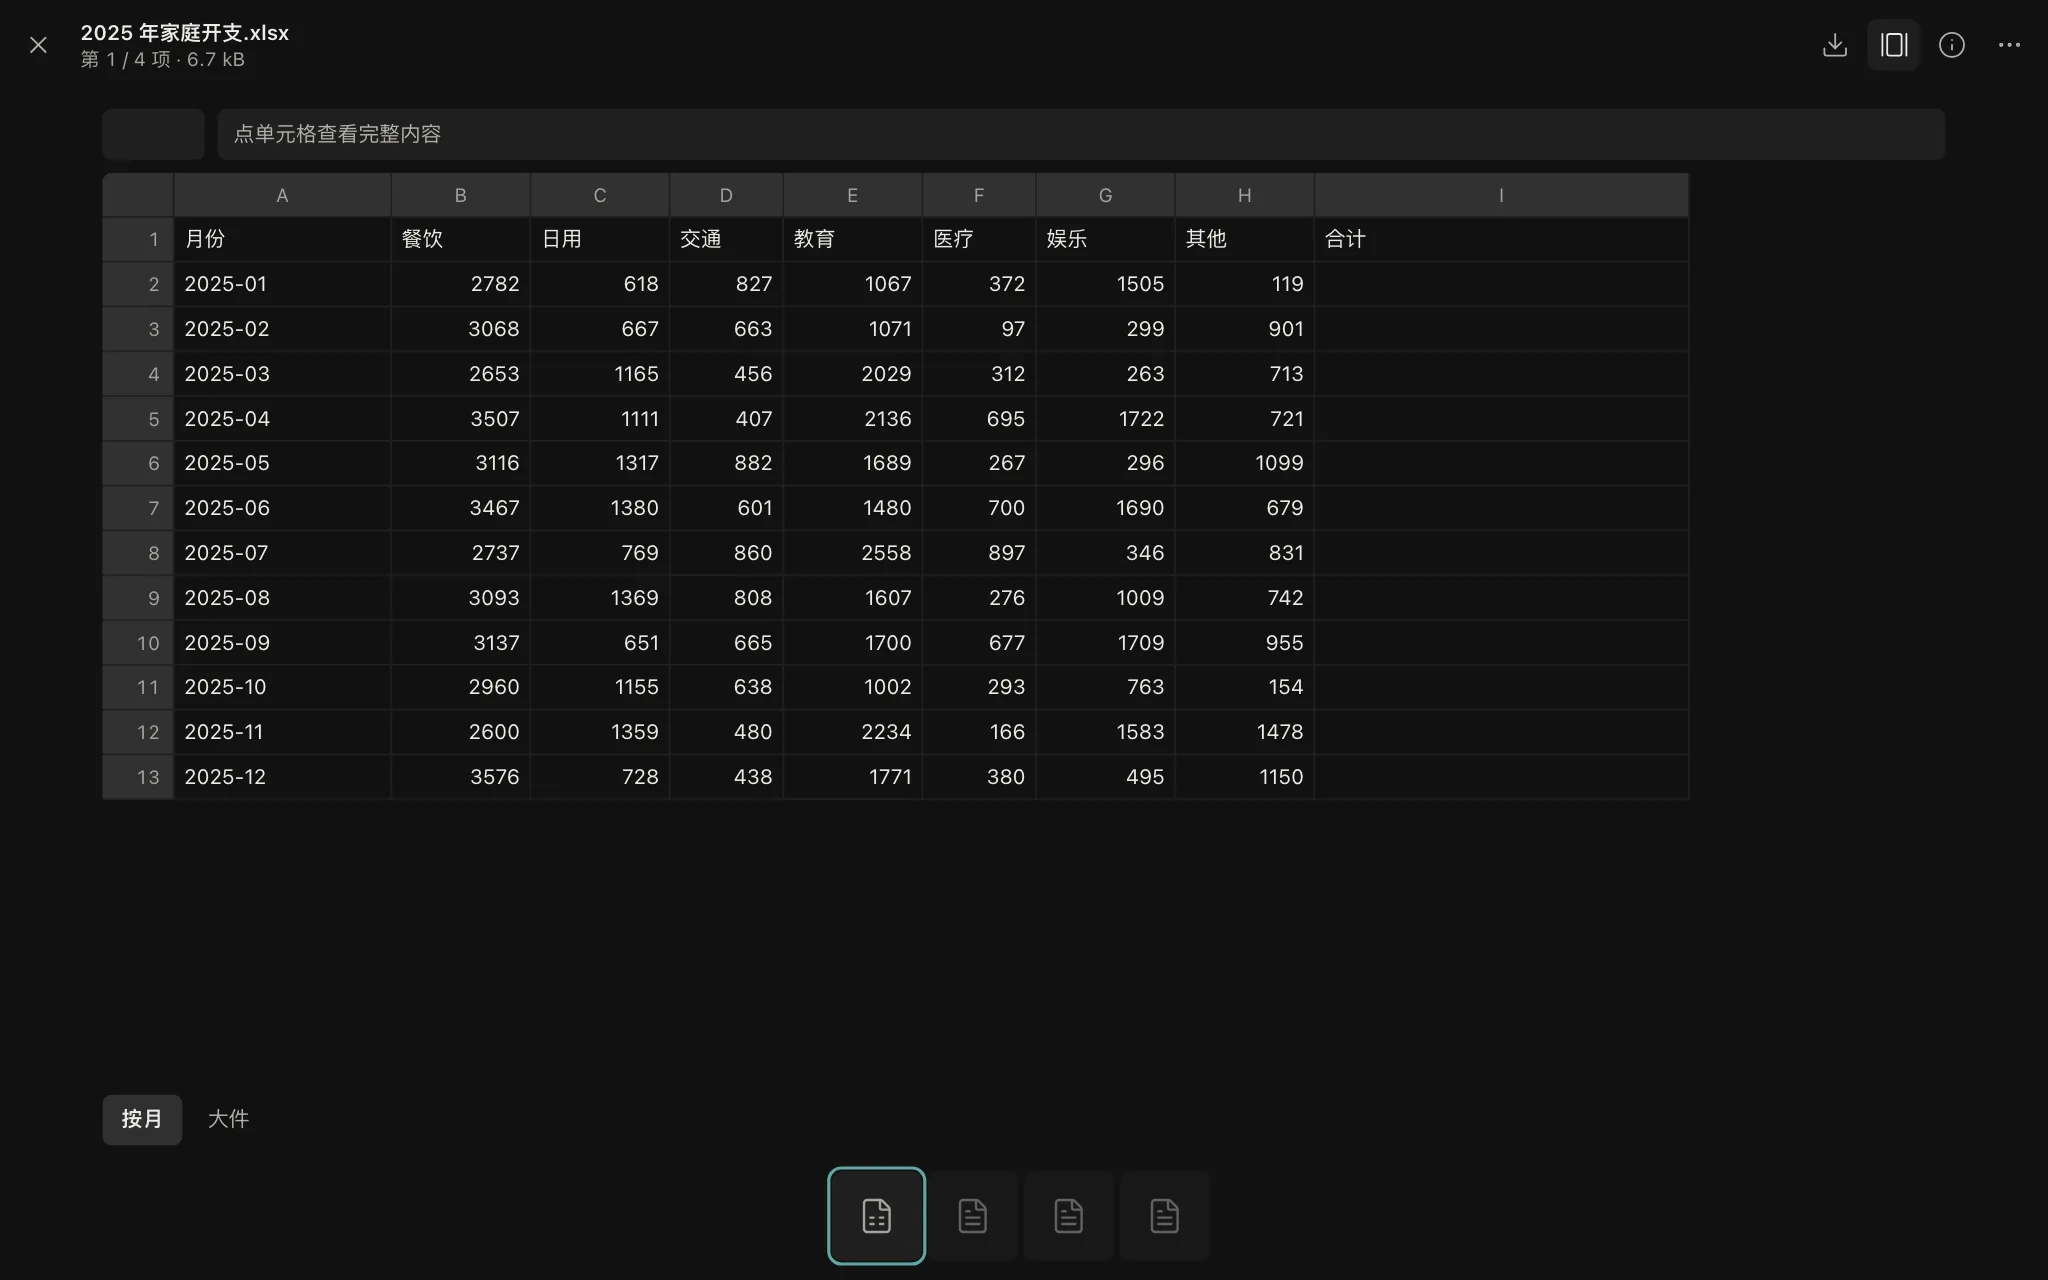 2025 年家庭开支.xlsx
第 1 / 4 项 · 6.7 kB
点单元格查看完整内容
A B C D E F G H I
1 月份 餐饮 日用 交通 教育 医疗 娱乐 其他 合计
2 2025-01 2782 618 827 1067 372 1505 119
3 2025-02 3068 667 663 1071 97 299 901
4 2025-03 2653 1165 456 2029 312 263 713
5 2025-04 3507 1111 407 2136 695 1722 721
6 2025-05 3116 1317 882 1689 267 296 1099
7 2025-06 3467 1380 601 1480 700 1690 679
8 2025-07 2737 769 860 2558 897 346 831
9 2025-08 3093 1369 808 1607 276 1009 742
10 2025-09 3137 651 665 1700 677 1709 955
11 2025-10 2960 1155 638 1002 293 763 154
12 2025-11 2600 1359 480 2234 166 1583 1478
13 2025-12 3576 728 438 1771 380 495 1150
按月 大件